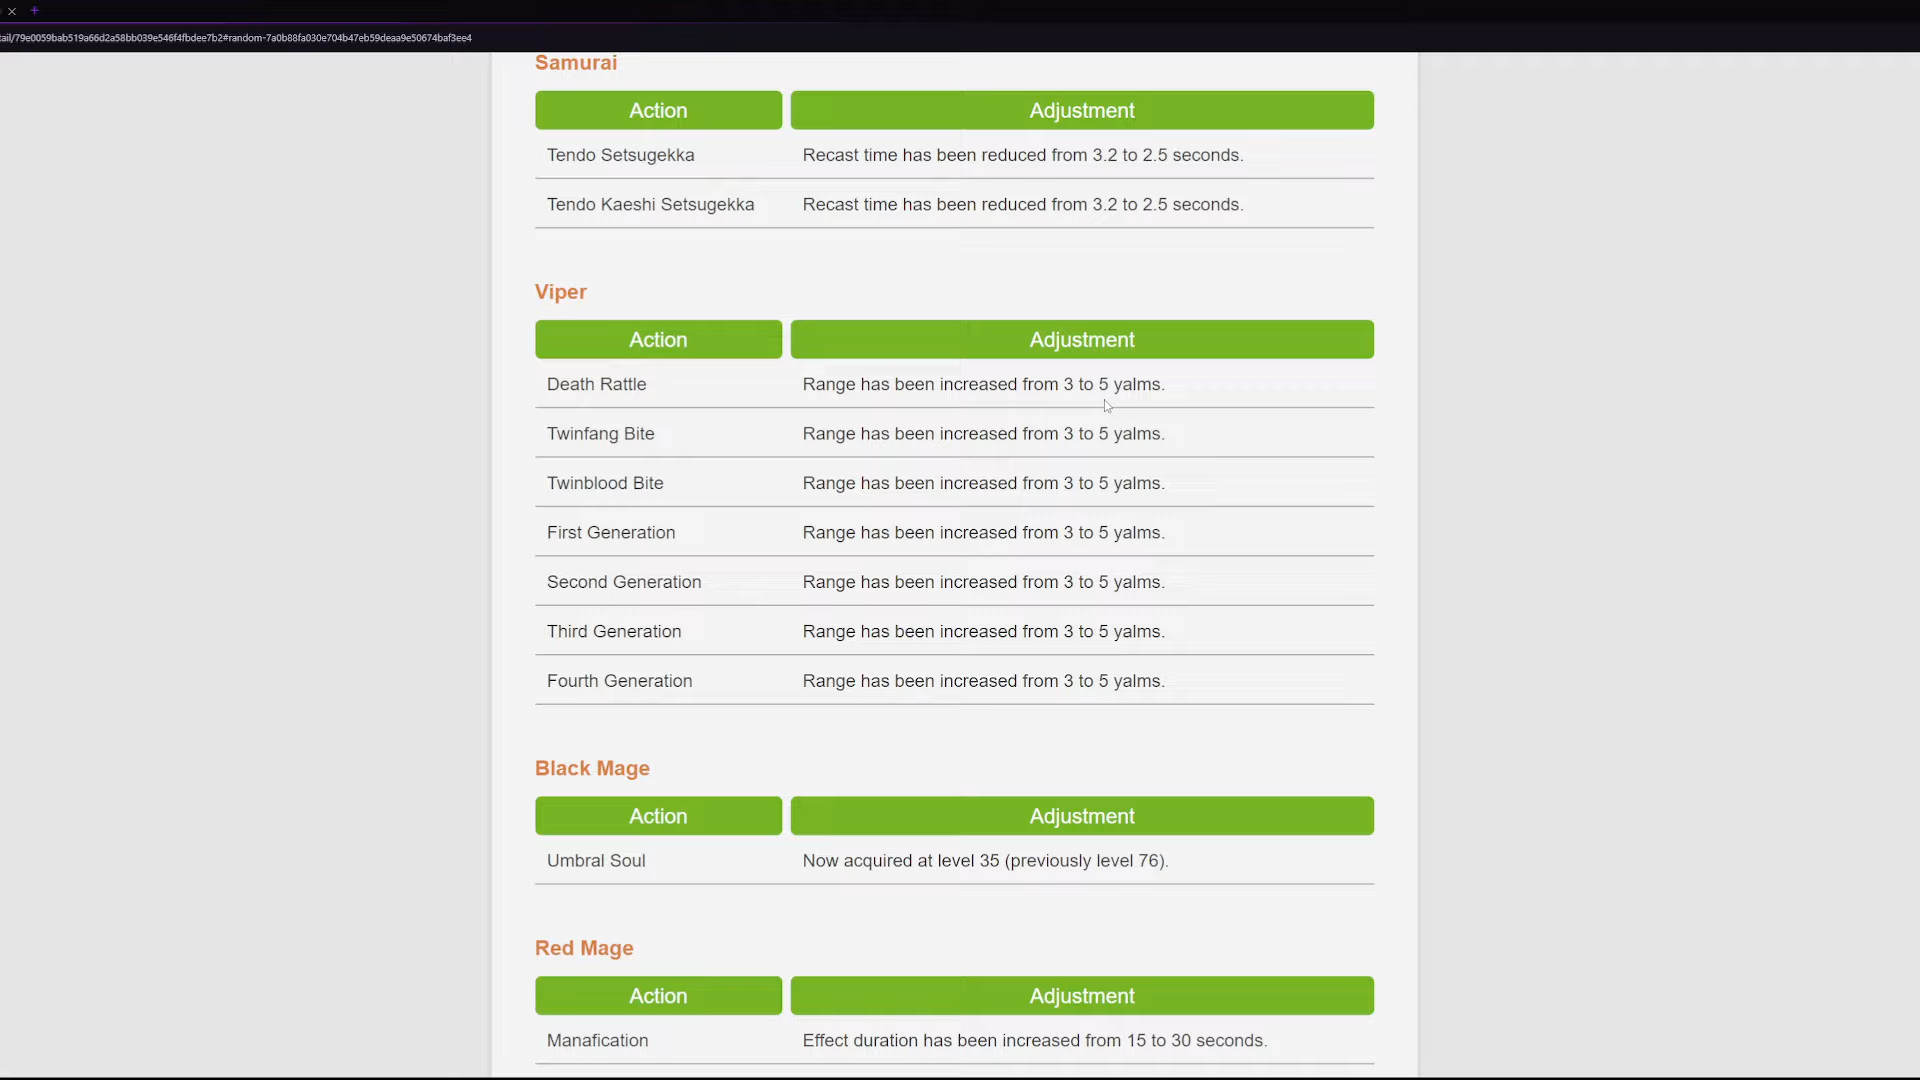 ail/79e0059bab519a66d2a58bb039e546f4fbdee7b2#random-7a0b88fa030e704b47eb59deaa9e50674baf3ee4
Samurai
Action Adjustment
Tendo Setsugekka Recast time has been reduced from 3.2 to 2.5 seconds.
Tendo Kaeshi Setsugekka Recast time has been reduced from 3.2 to 2.5 seconds.
Viper
Action Adjustment
Death Rattle Range has been increased from 3 to 5 yalms.
Twinfang Bite Range has been increased from 3 to 5 yalms.
Twinblood Bite Range has been increased from 3 to 5 yalms.
First Generation Range has been increased from 3 to 5 yalms.
Second Generation Range has been increased from 3 to 5 yalms.
Third Generation Range has been increased from 3 to 5 yalms.
Fourth Generation Range has been increased from 3 to 5 yalms.
Black Mage
Action Adjustment
Umbral Soul Now acquired at level 35 (previously level 76).
Red Mage
Action Adjustment
Manafication Effect duration has been increased from 15 to 30 seconds.